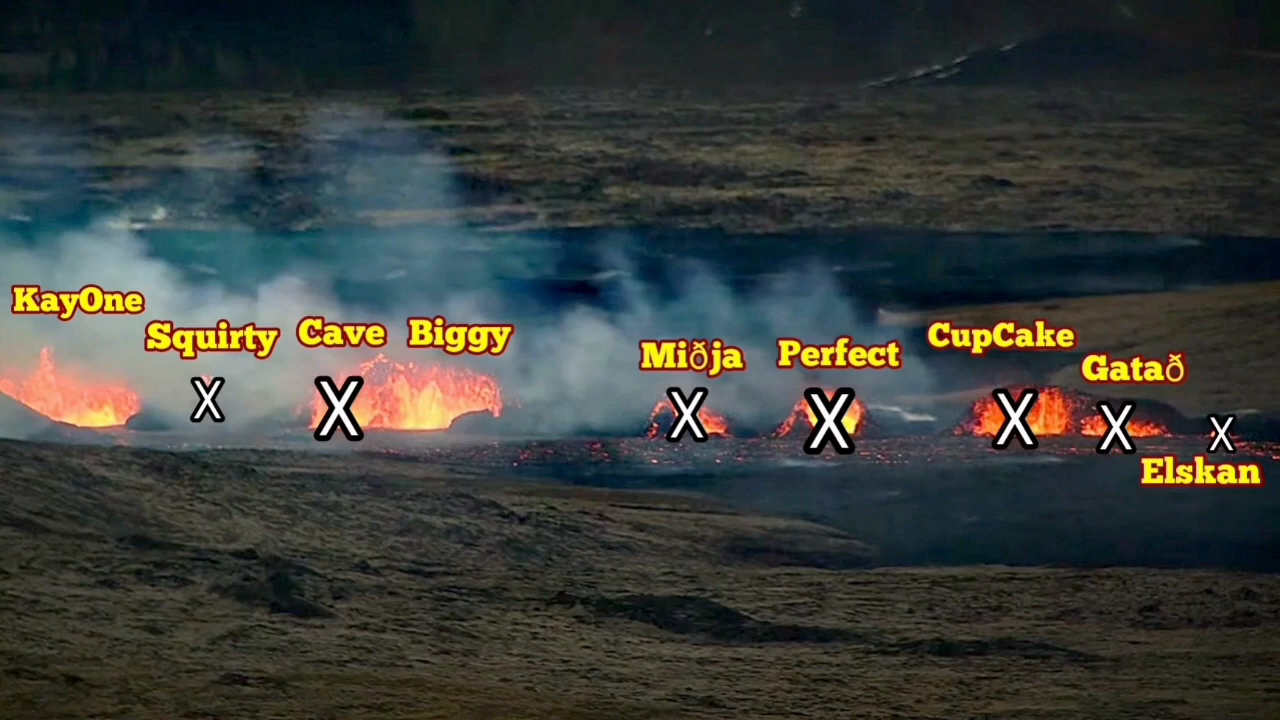 KayOne
Squirty
Cave
Biggy
Miðja
Perfect
CupCake
Gatað
Elskan
X
X
X
X
X
X
X